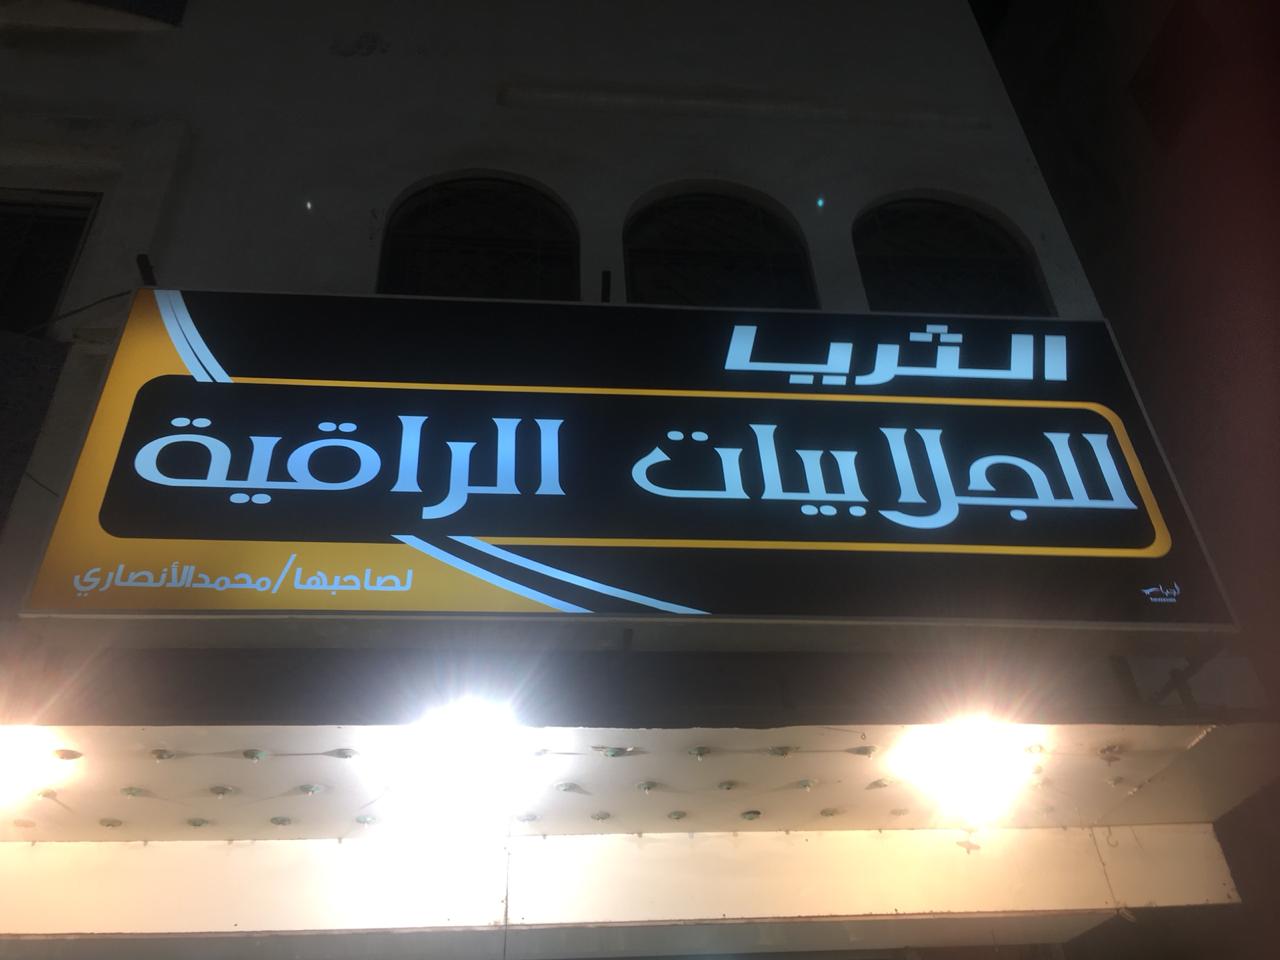 الثريا
للجلابيات الراقية
لصاحبها/محمدالأنصاري